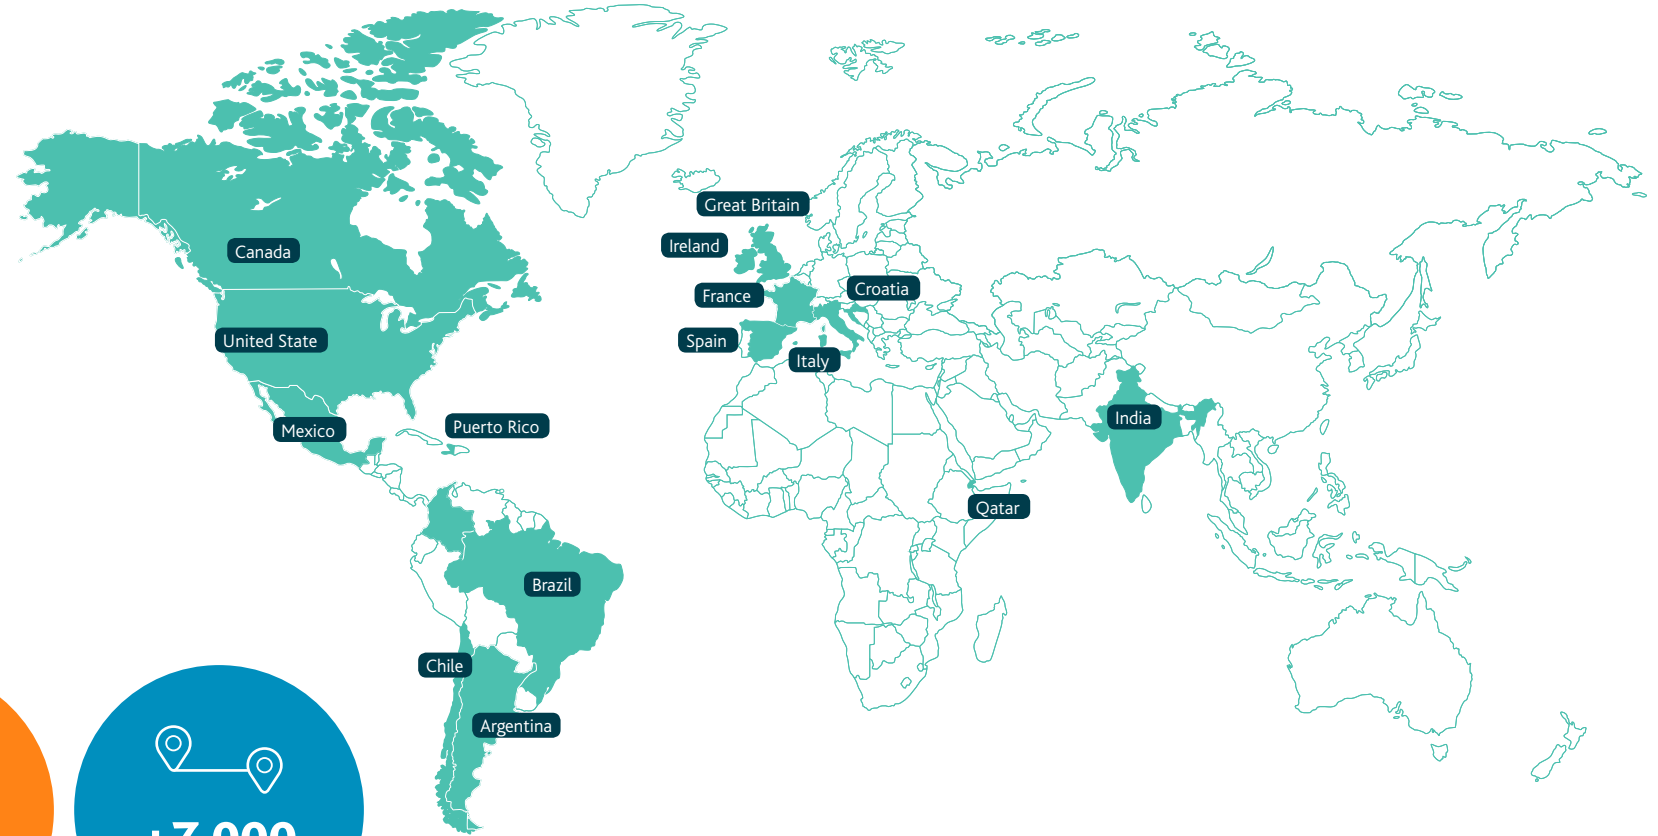 Great Britain
Ireland
Canada
Croatia
France
United State
Spain
Italy
India
Puerto Rico
Mexico
Qatar
Brazil
Chile
Argentina